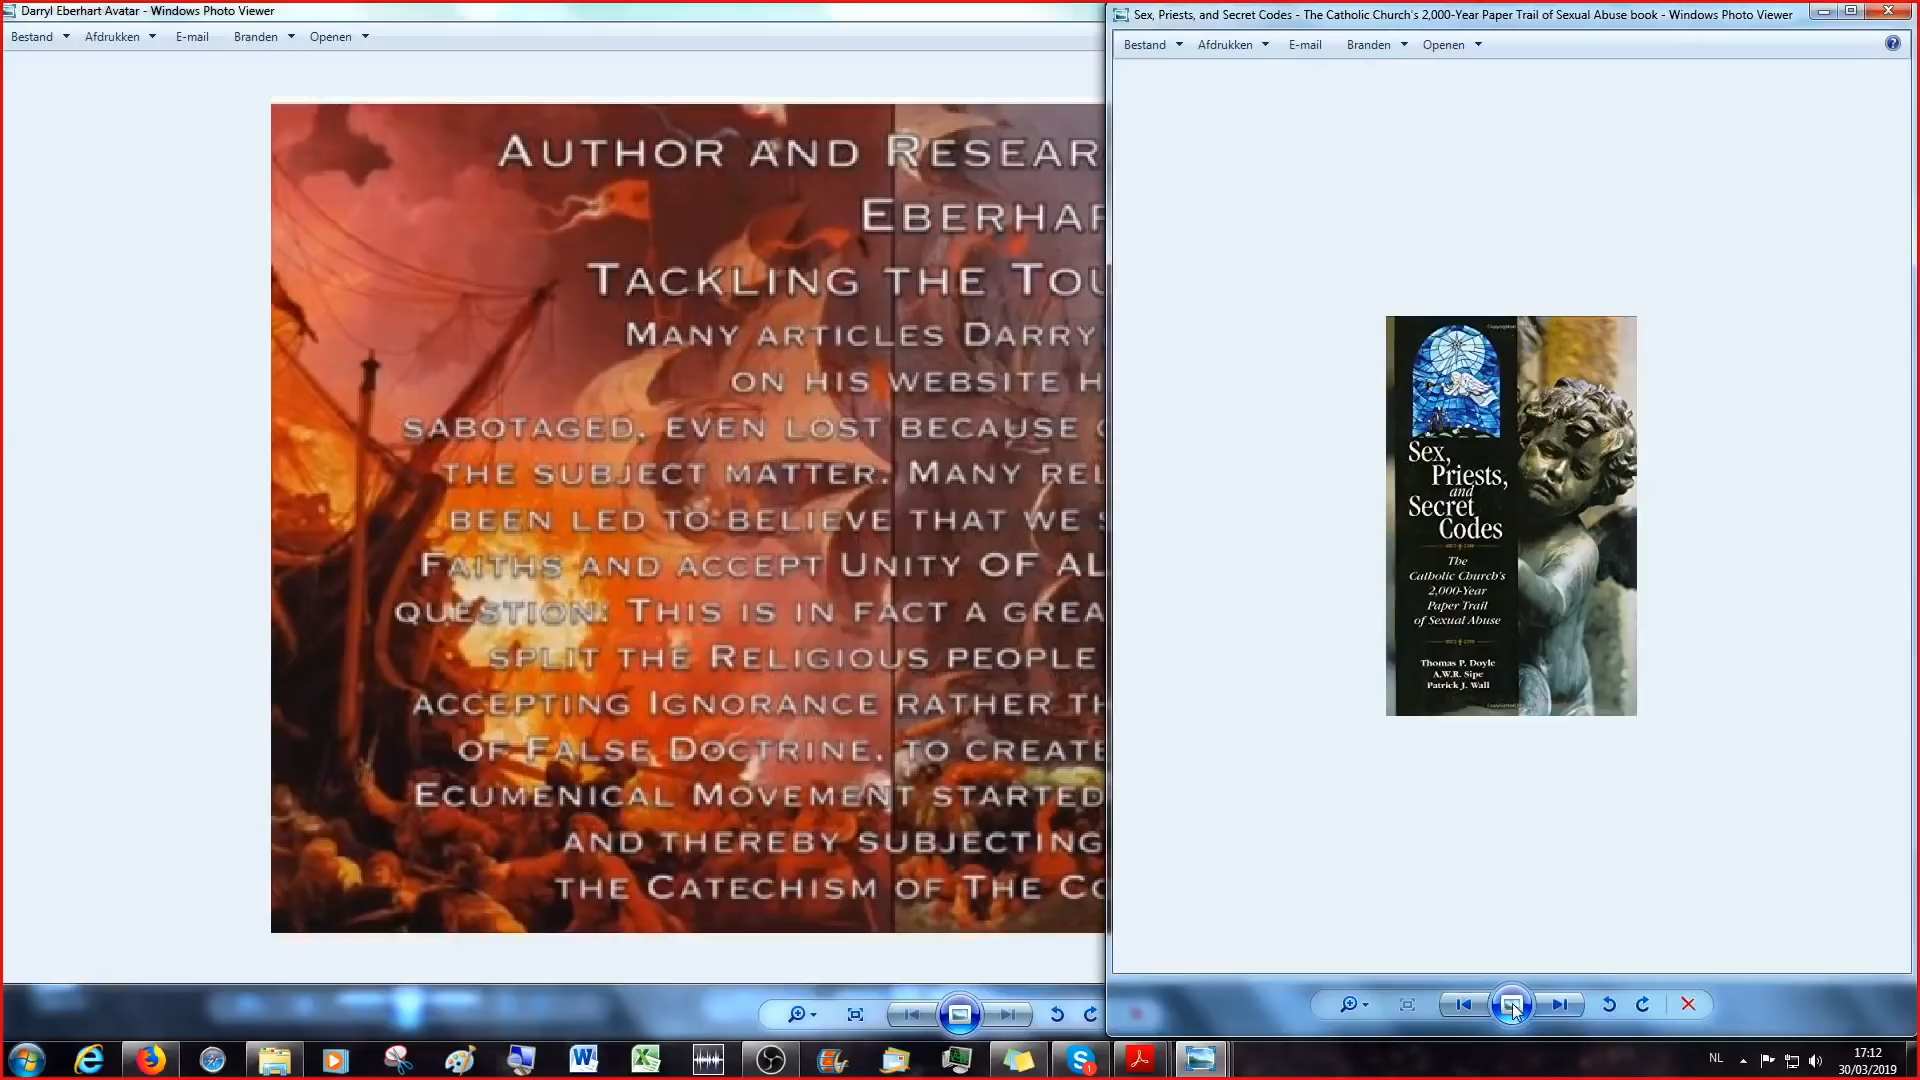 Darryl Eberhart Avatar - Windows Photo Viewer
Bestand Afdrukken E-mail Branden Openen
AUTHOR AND RESEAR
EBERHAR
TACKLING THE TOU
MANY ARTICLES DARRY
ON HIS WEBSITE H
SABOTAGED, EVEN LOST BECAUSE
THE SUBJECT MATTER. MANY REL
BEEN LED TO BELIEVE THAT WE
FAITHS AND ACCEPT UNITY OF AL
QUESTION: THIS IS IN FACT A GREA
SPLIT THE RELIGIOUS PEOPLE
ACCEPTING IGNORANCE RATHER TH
OF FALSE DOCTRINE, TO CREATE
ECUMENICAL MOVEMENT STARTED
AND THEREBY SUBJECTING
THE CATECHISM OF THE CO
Sex, Priests, and Secret Codes - The Catholic Church's 2,000-Year Paper Trail of Sexual Abuse book - Windows Photo Viewer
Bestand Afdrukken E-mail Branden Openen
Sex,
Priests,
and
Secret
Codes
The
Catholic Church's
2,000-Year
Paper Trail
of Sexual Abuse
Thomas P. Doyle
A.W.R. Sipe
Patrick J. Wall
NL
17:12
30/03/2019